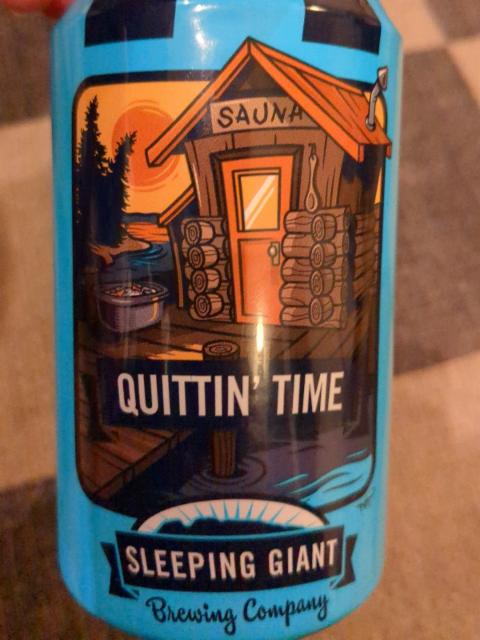 SAUNA
QUITTIN' TIME
SLEEPING GIANT
Brewing Company